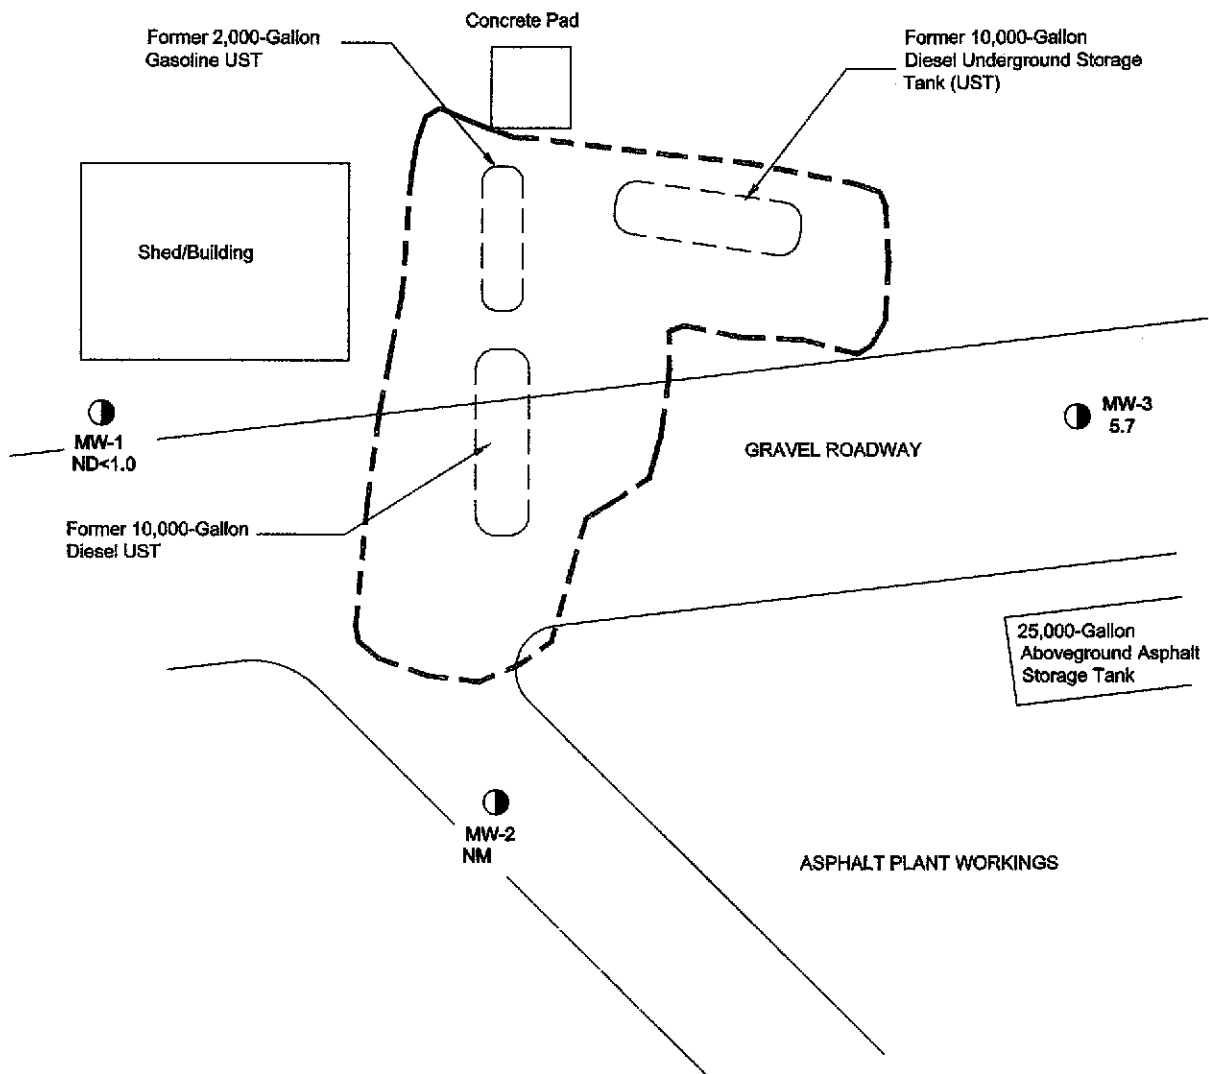 Concrete Pad
Former 2,000-Gallon
Gasoline UST
Former 10,000-Gallon
Diesel Underground Storage
Tank (UST)
Shed/Building
MW-1
ND<1.0
MW-3
5.7
GRAVEL ROADWAY
Former 10,000-Gallon
Diesel UST
25,000-Gallon
Aboveground Asphalt
Storage Tank
MW-2
NM
ASPHALT PLANT WORKINGS